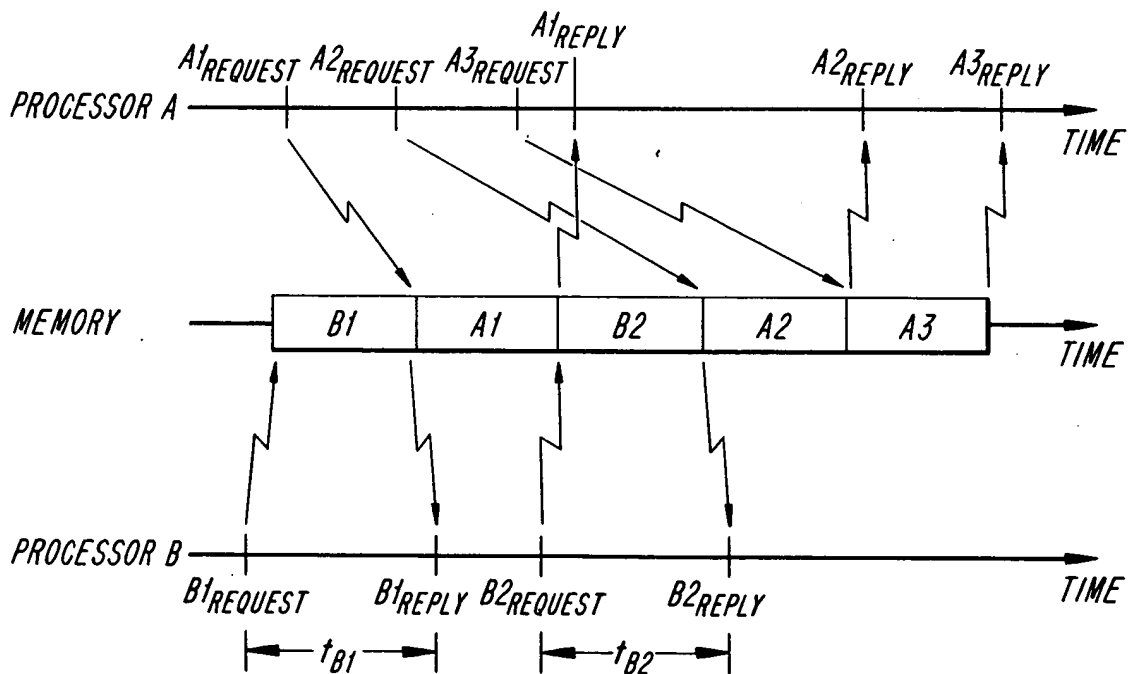 A1REPLY
A1REQUEST A2REQUEST A3REQUEST A2REPLY A3REPLY
PROCESSOR A
TIME
MEMORY B1 A1 B2 A2 A3
TIME
PROCESSOR B
B1REQUEST B1REPLY B2REQUEST B2REPLY TIME
tB1 tB2